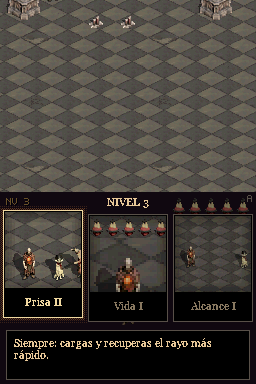 NV 3
NIVEL 3
A
Prisa II
Vida I
Alcance I
Siempre: cargas y recuperas el rayo más
rápido.